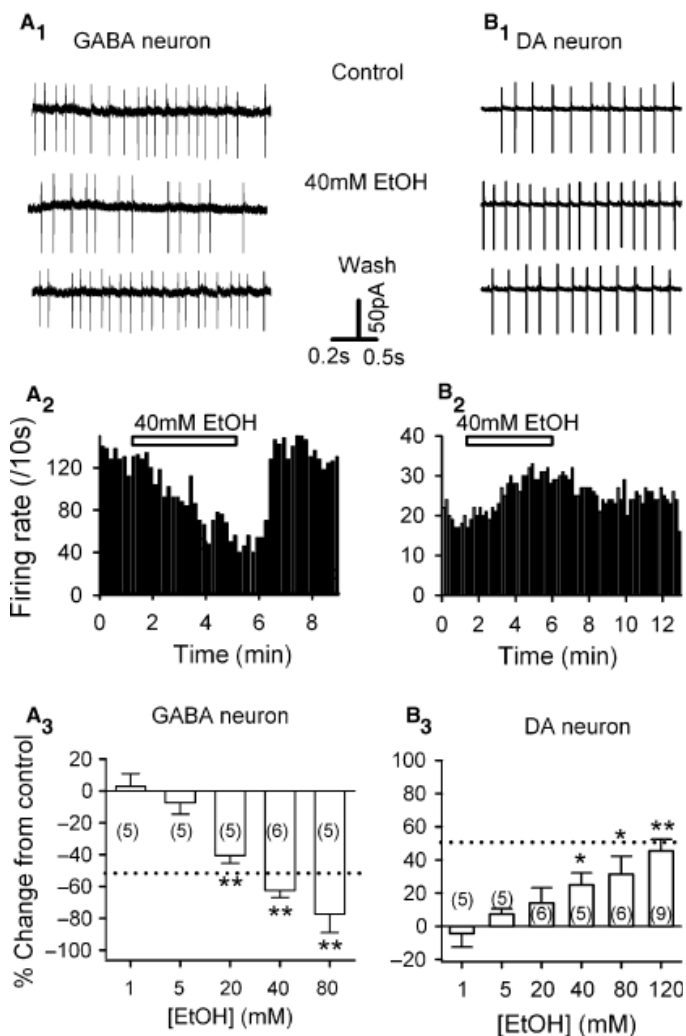 A1
GABA neuron
B1
DA neuron
Control
40mM EtOH
Wash
50pA
0.2s 0.5s
A2
40mM EtOH
Firing rate (/10s)
120
80
40
0
0 2 4 6 8
Time (min)
B2
40mM EtOH
40
30
20
10
0
0 2 4 6 8 10 12
Time (min)
A3
GABA neuron
% Change from control
20
0
−20
−40
−60
−80
−100
(5) (5) (5) (6) (5)
** ** **
1 5 20 40 80
[EtOH] (mM)
B3
DA neuron
100
80
60
40
20
0
−20
(5) (5) (6) (5) (6) (9)
* * **
1 5 20 40 80 120
[EtOH] (mM)